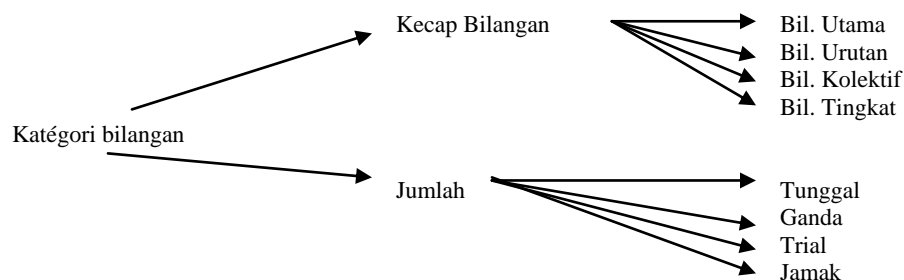 Kecap Bilangan
Bil. Utama
Bil. Urutan
Bil. Kolektif
Bil. Tingkat
Katégori bilangan
Jumlah
Tunggal
Ganda
Trial
Jamak